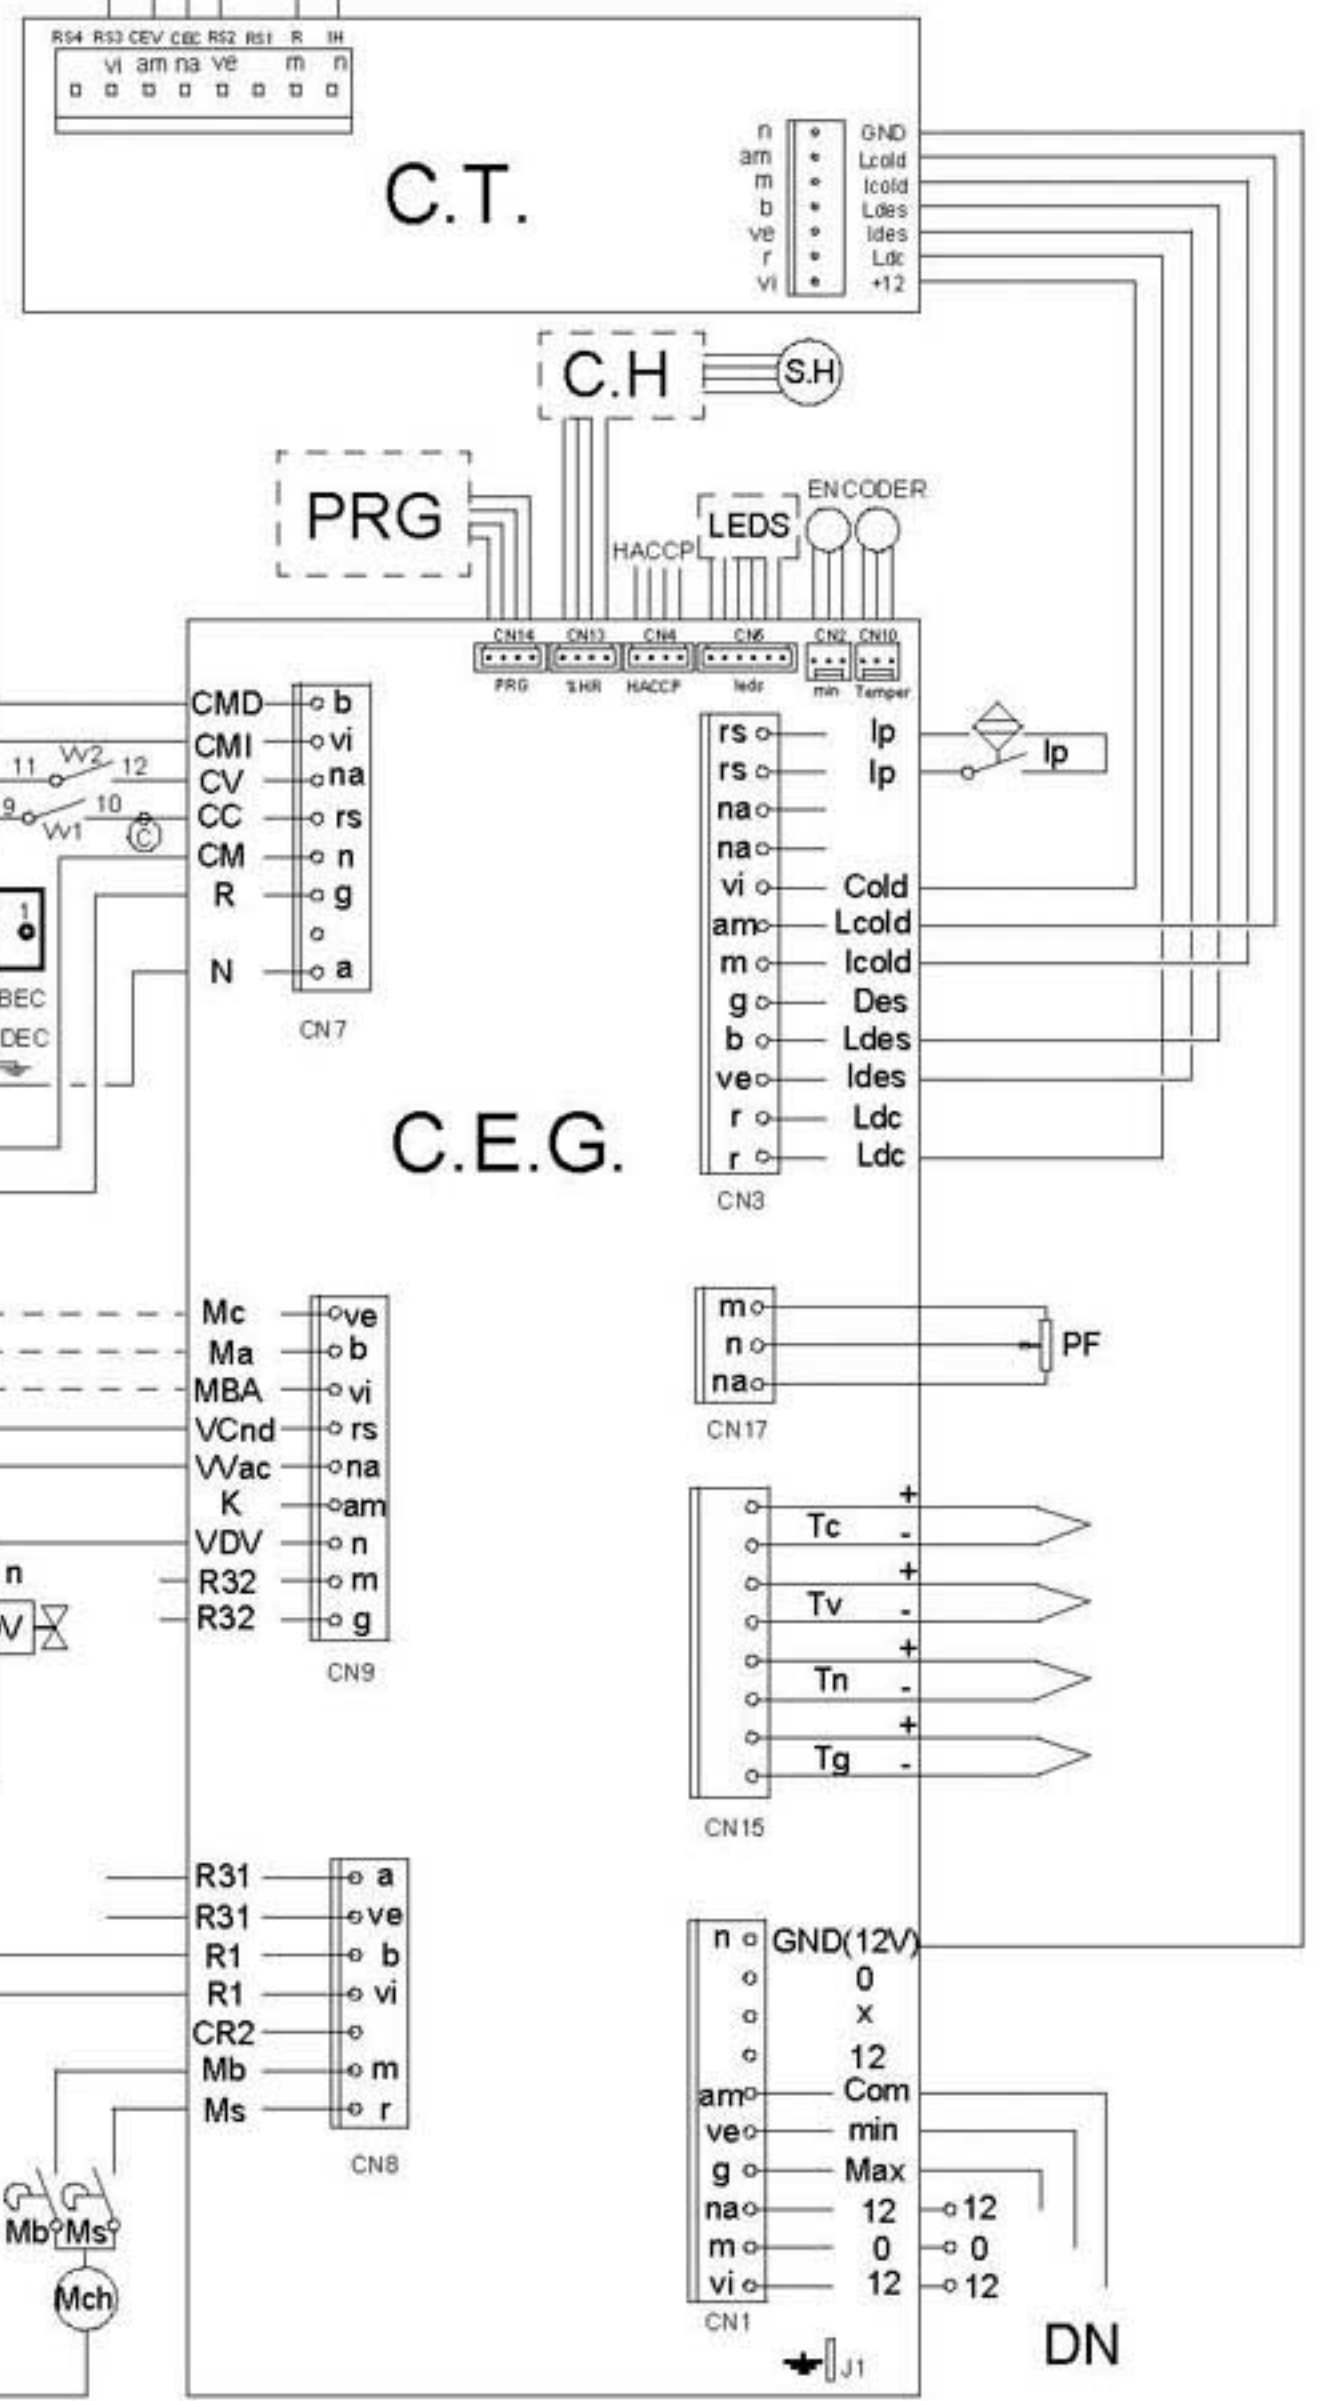 RS4 RS3 CEV CEC RS2 RS1 R IH
vi am na ve m n
n GND
am Lcold
m Icold
b Ldes
ve Ides
r Ldc
vi +12
C.T.
C.H
S.H
PRG
HACCP
LEDS
ENCODER
CN14 CN13 CN4 CN6 CN2 CN10
PRG %HR HACCP leds min Temper
CMD b
CMI vi
11 W2 12 CV na
9 W1 10 C CC rs
CM n
R g
N a
CN7
1
BEC
DEC
rs Ip
rs Ip
Ip
na
na
vi Cold
am Lcold
m Icold
g Des
b Ldes
ve Ides
r Ldc
r Ldc
CN3
C.E.G.
Mc ve
Ma b
MBA vi
VCnd rs
VVac na
K am
VDV n
R32 m
R32 g
CN9
n
V
m
n PF
na
CN17
+
Tc -
+
Tv -
+
Tn -
+
Tg -
CN15
R31 a
R31 ve
R1 b
R1 vi
CR2
Mb m
Ms r
CN8
Mb Ms
Mch
n GND(12V)
0
x
12
am Com
ve min
g Max
na 12 12
m 0 0
vi 12 12
CN1
J1
DN